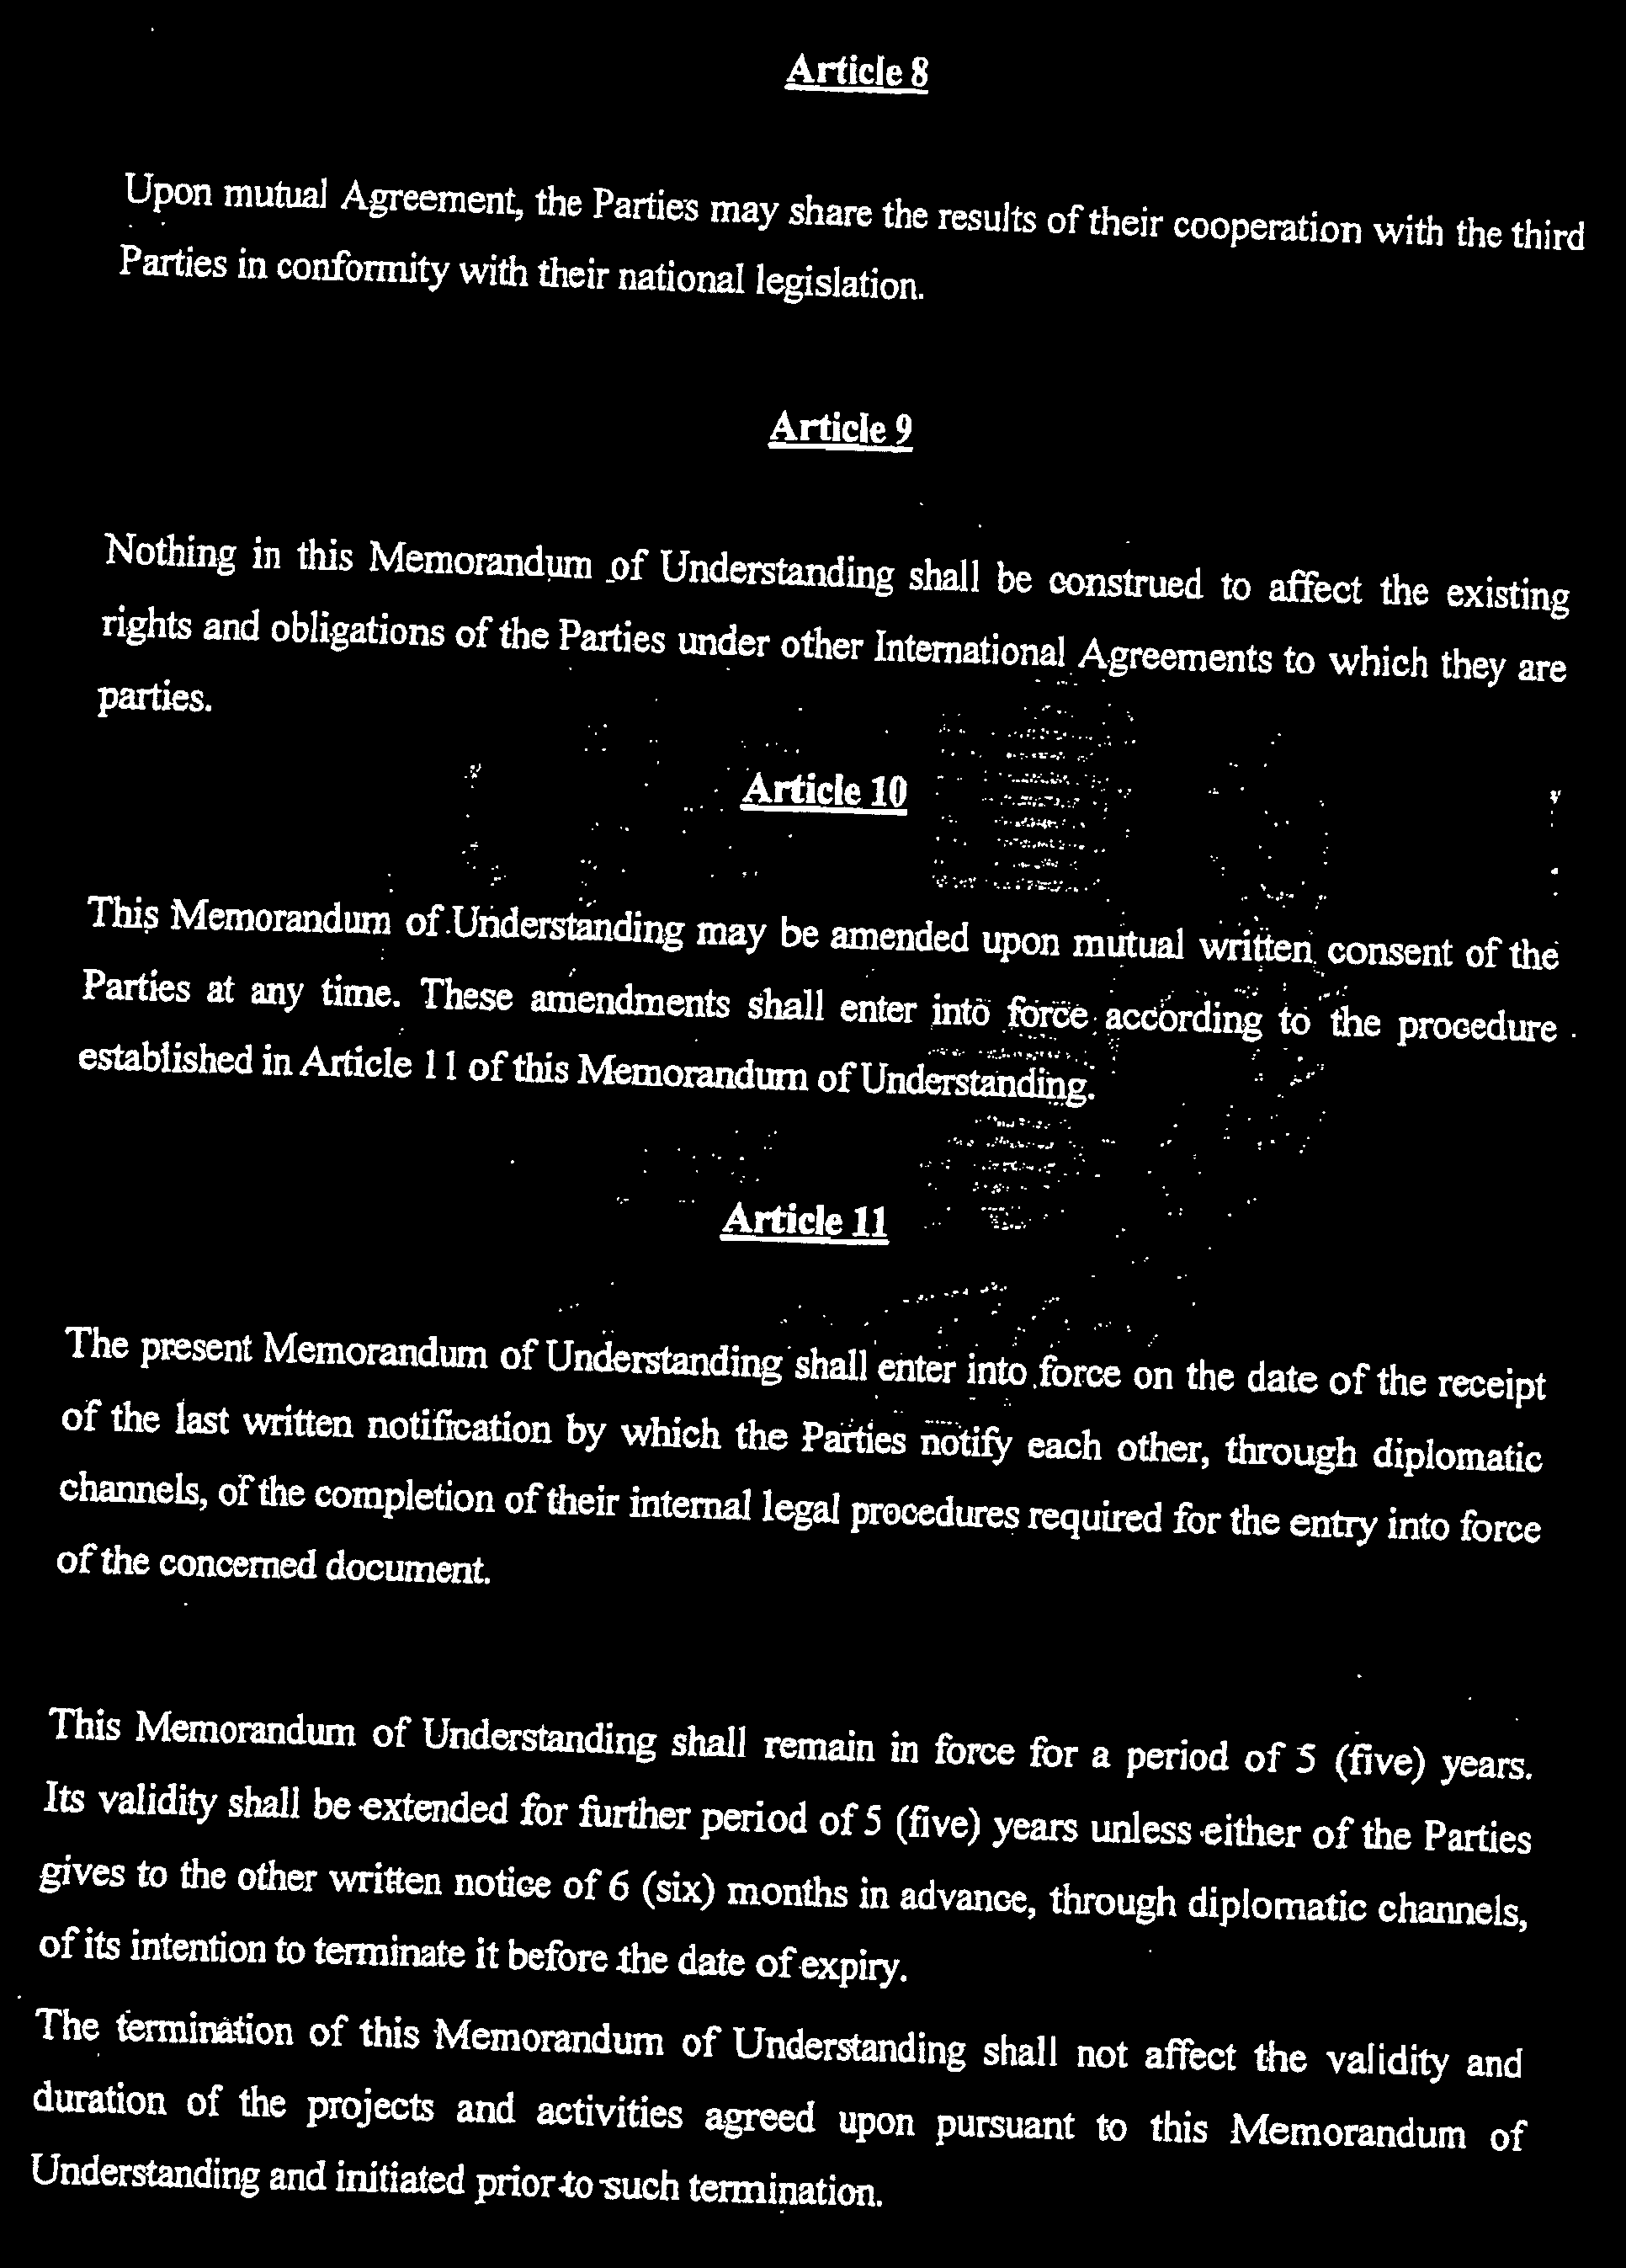 Article 8
Upon mutual Agreement, the Parties may share the results of their cooperation with the third
Parties in conformity with their national legislation.
Article 9
Nothing in this Memorandum of Understanding shall be construed to affect the existing
rights and obligations of the Parties under other International Agreements to which they are
parties.
Article 10
This Memorandum of Understanding may be amended upon mutual written consent of the
Parties at any time. These amendments shall enter into force according to the procedure
established in Article 11 of this Memorandum of Understanding.
Article 11
The present Memorandum of Understanding shall enter into force on the date of the receipt
of the last written notification by which the Parties notify each other, through diplomatic
channels, of the completion of their internal legal procedures required for the entry into force
of the concerned document.
This Memorandum of Understanding shall remain in force for a period of 5 (five) years.
Its validity shall be extended for further period of 5 (five) years unless either of the Parties
gives to the other written notice of 6 (six) months in advance, through diplomatic channels,
of its intention to terminate it before the date of expiry.
The termination of this Memorandum of Understanding shall not affect the validity and
duration of the projects and activities agreed upon pursuant to this Memorandum of
Understanding and initiated prior to such termination.